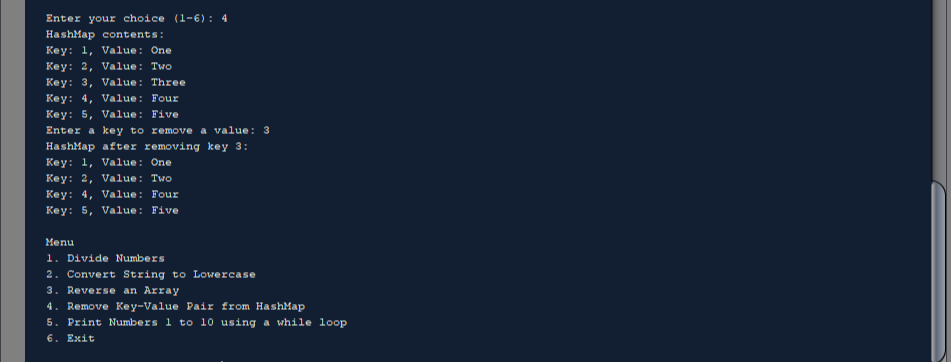 Enter your choice (1-6): 4
HashMap contents:
Key: 1, Value: One
Key: 2, Value: Two
Key: 3, Value: Three
Key: 4, Value: Four
Key: 5, Value: Five
Enter a key to remove a value: 3
HashMap after removing key 3:
Key: 1, Value: One
Key: 2, Value: Two
Key: 4, Value: Four
Key: 5, Value: Five
Menu
1. Divide Numbers
2. Convert String to Lowercase
3. Reverse an Array
4. Remove Key-Value Pair from HashMap
5. Print Numbers 1 to 10 using a while loop
6. Exit